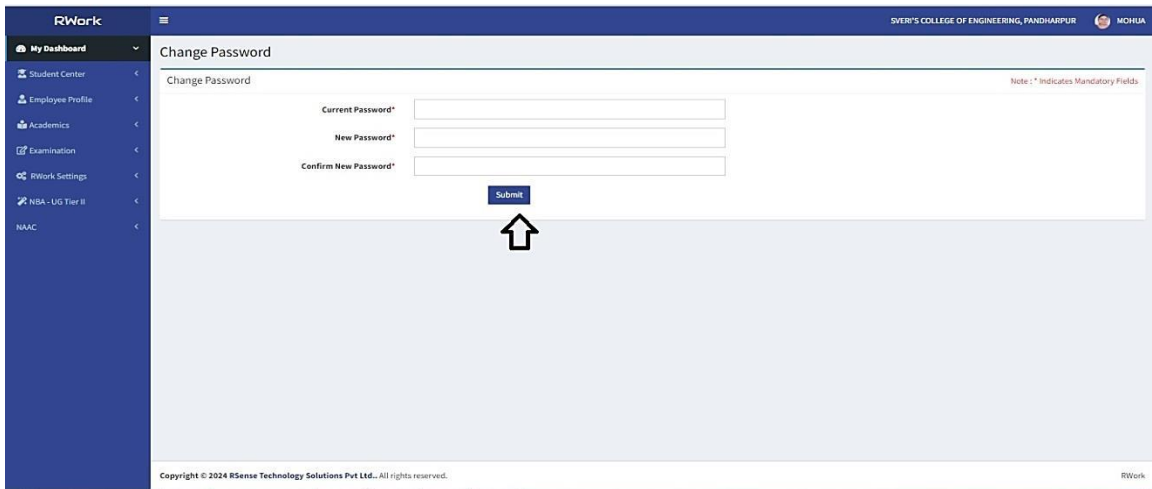 RWork
SVERI'S COLLEGE OF ENGINEERING, PANDHARPUR MOHUA
My Dashboard
Student Center
Employee Profile
Academics
Examination
RWork Settings
NBA - UG Tier II
NAAC
Change Password
Change Password
Note : * Indicates Mandatory Fields
Current Password*
New Password*
Confirm New Password*
Submit
Copyright © 2024 RSense Technology Solutions Pvt Ltd.. All rights reserved.
RWork